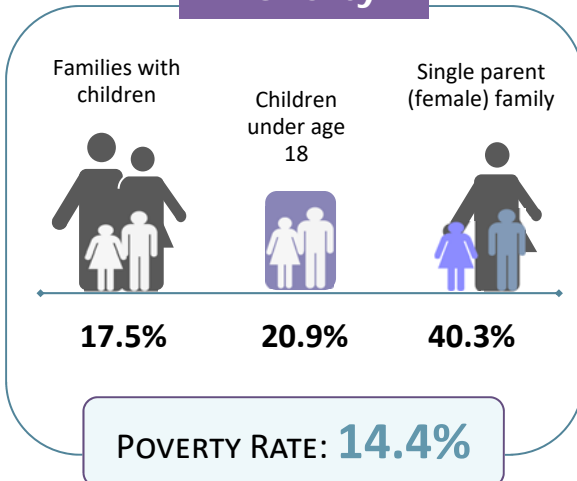 Families with
children
Children
under age
18
Single parent
(female) family
17.5%
20.9%
40.3%
POVERTY RATE: 14.4%